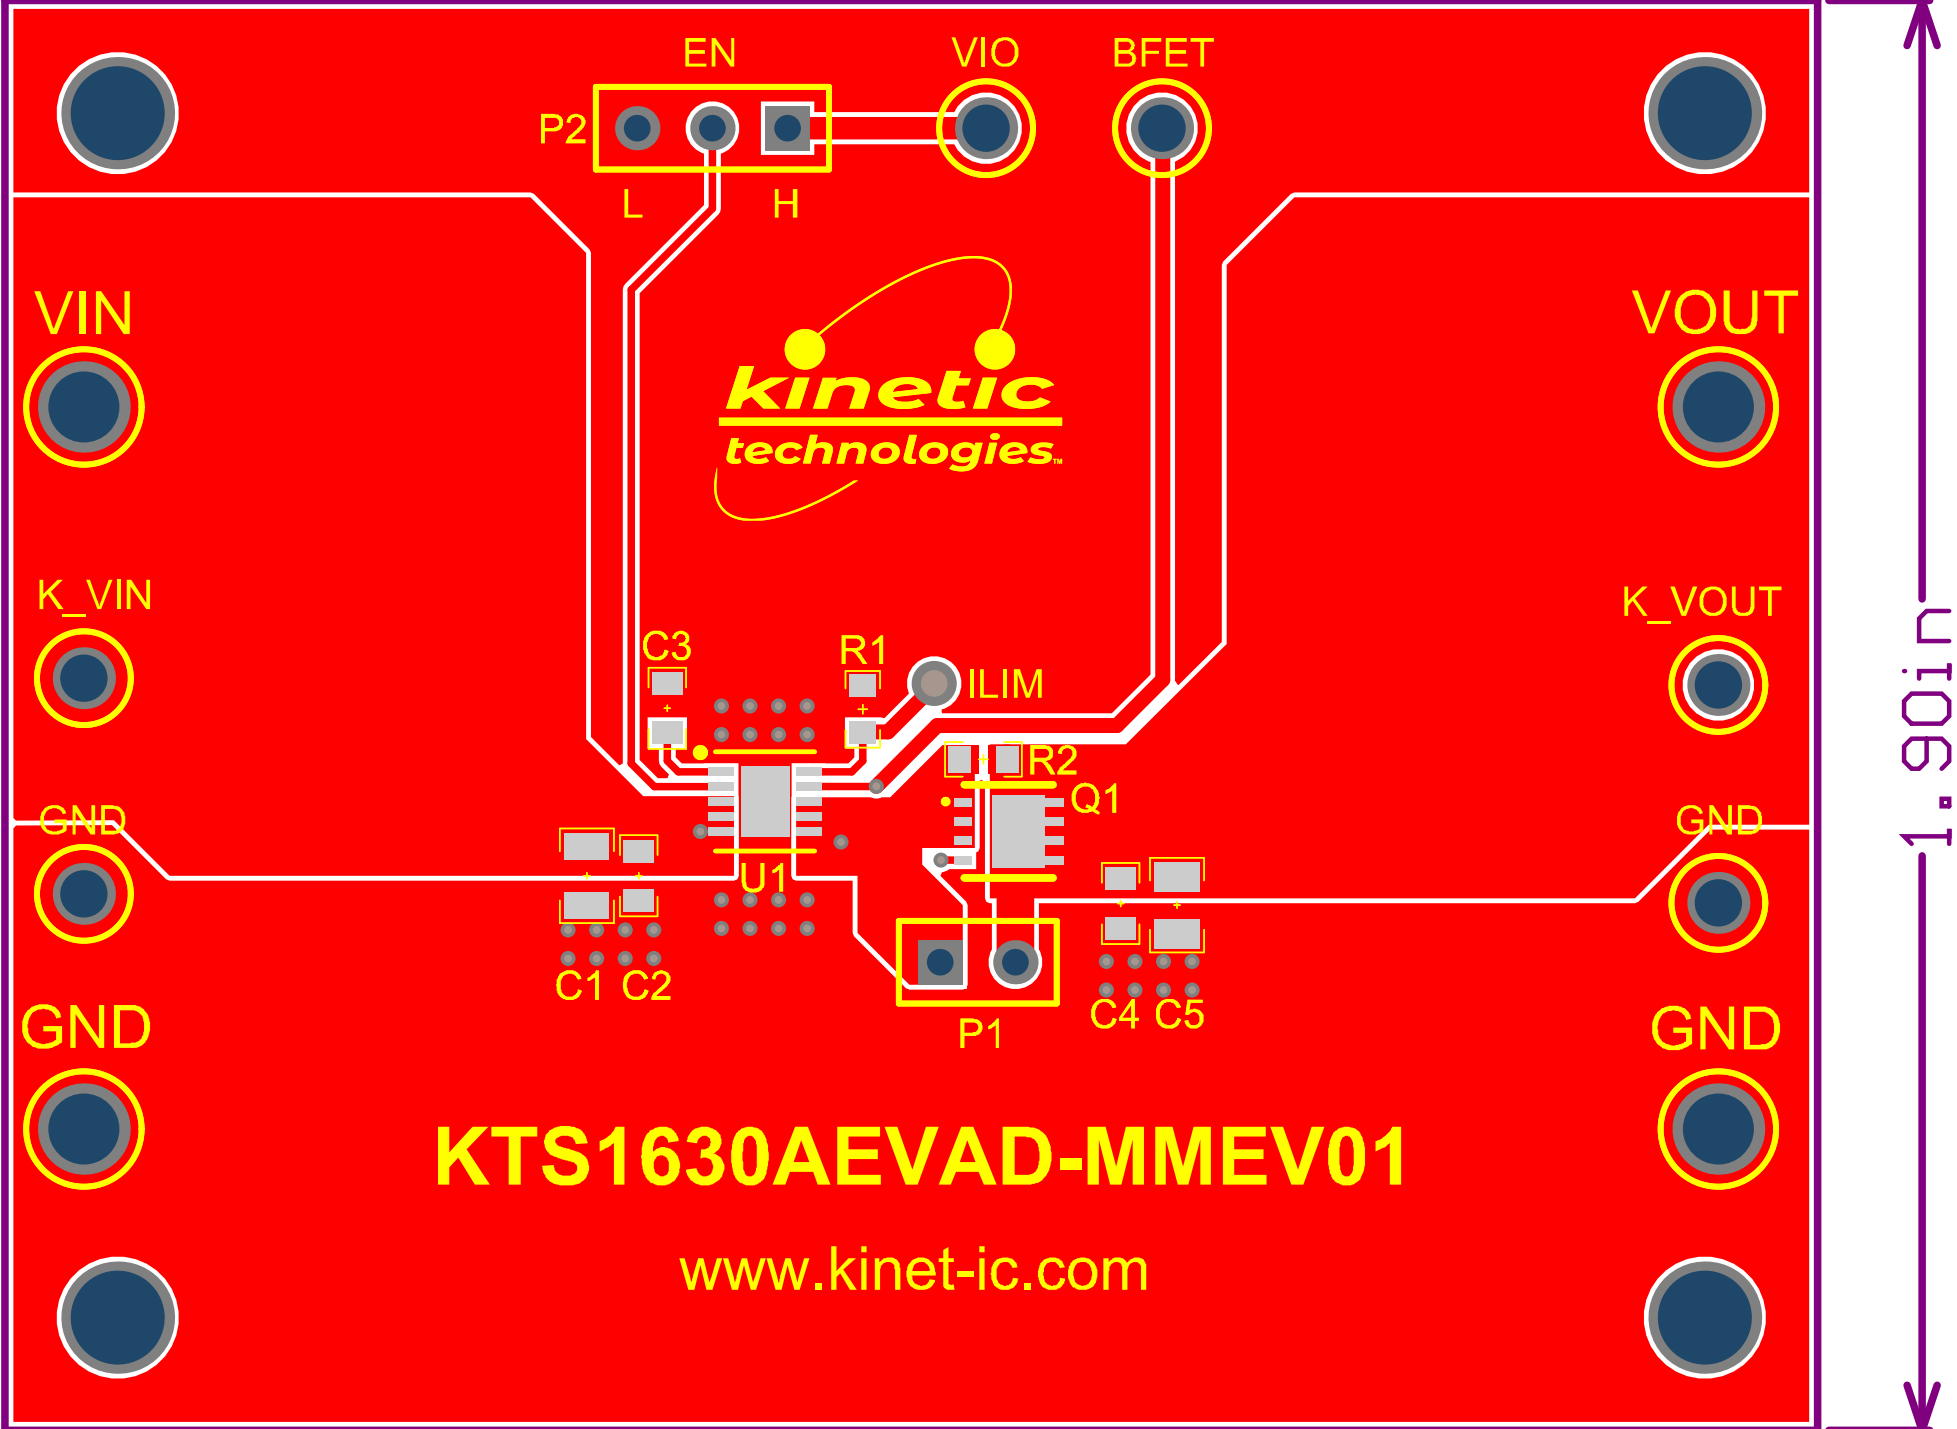 EN
VIO
BFET
P2
L
H
VIN
VOUT
kinetic
technologies™
K_VIN
K_VOUT
C3
R1
ILIM
R2
Q1
GND
GND
U1
C1
C2
C4
C5
P1
GND
GND
KTS1630AEVAD-MMEV01
www.kinet-ic.com
1.90in